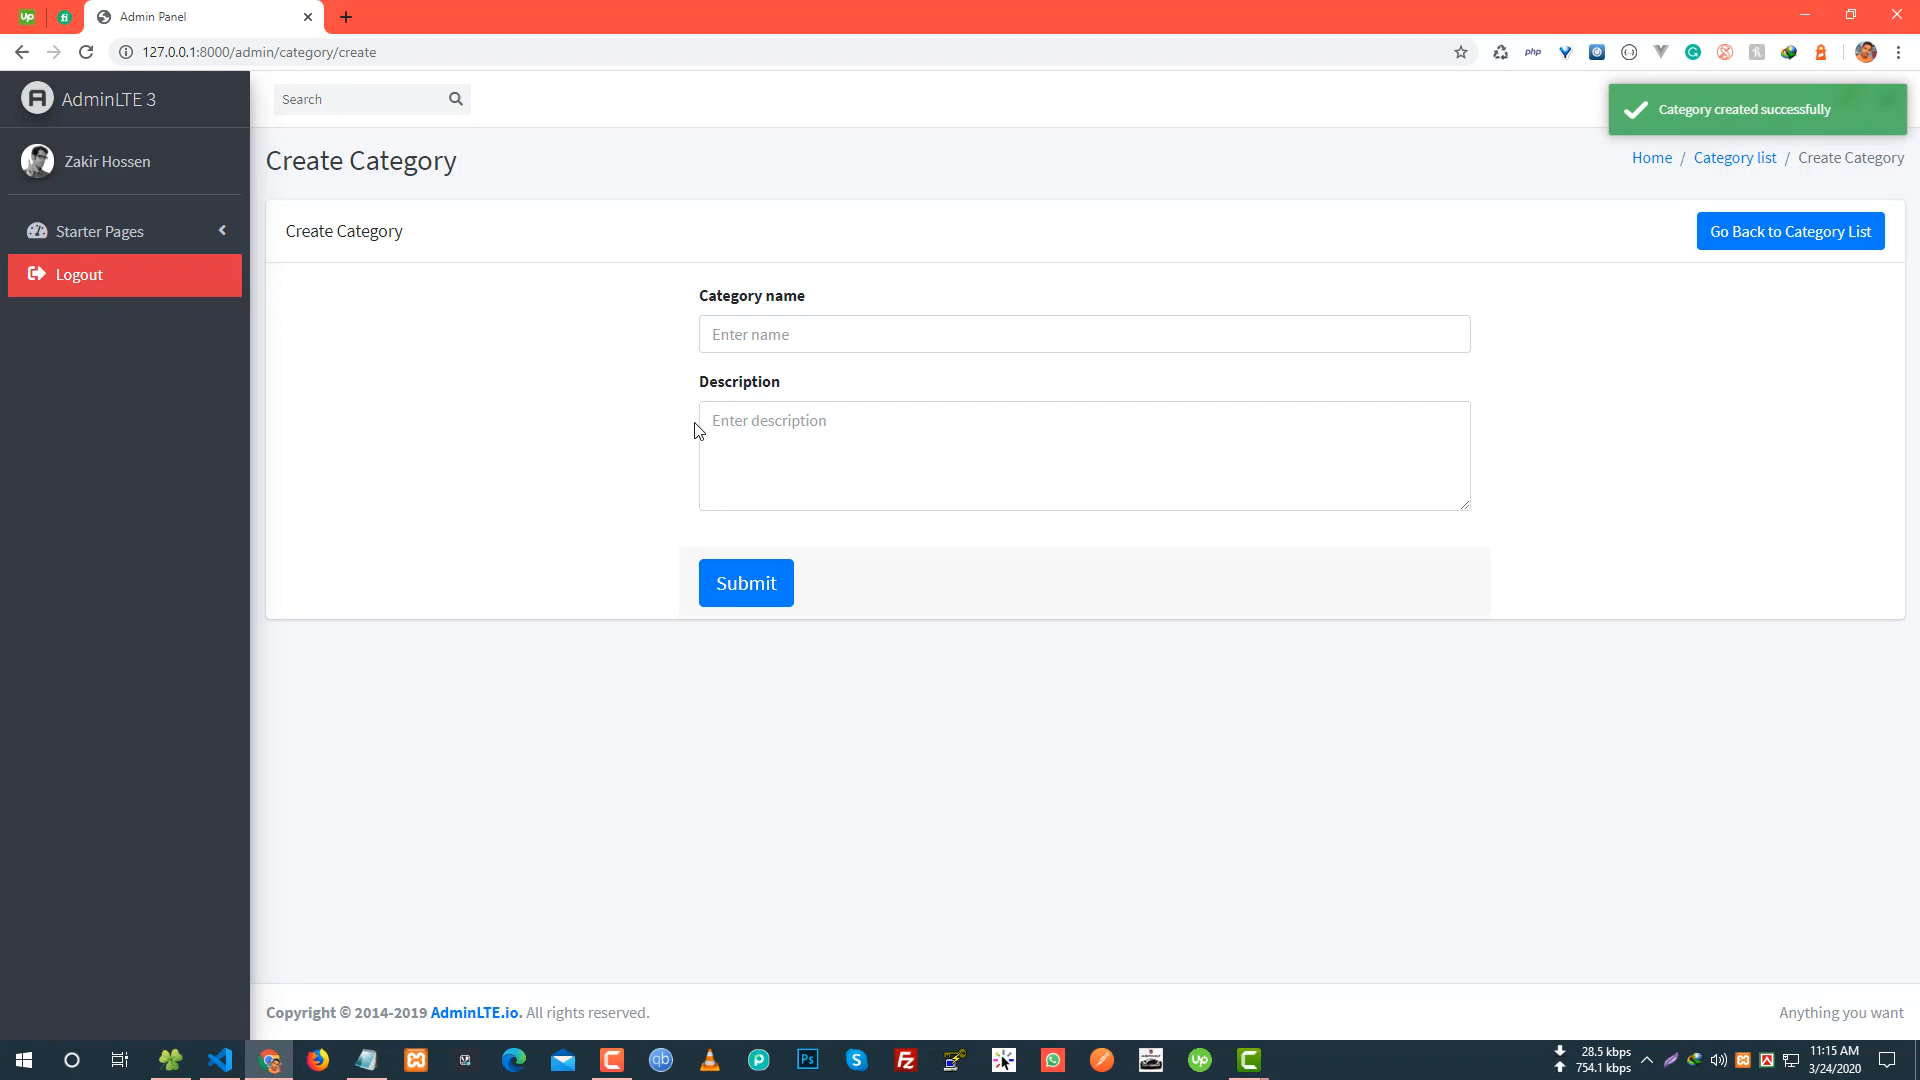 Admin Panel
127.0.0.1:8000/admin/category/create
php
AdminLTE 3
Search
Category created successfully
Zakir Hossen
Create Category
Home / Category list / Create Category
Starter Pages
Logout
Create Category
Go Back to Category List
Category name
Enter name
Description
Enter description
Submit
Copyright © 2014-2019 AdminLTE.io. All rights reserved.
Anything you want
28.5 kbps
754.1 kbps
11:15 AM
3/24/2020